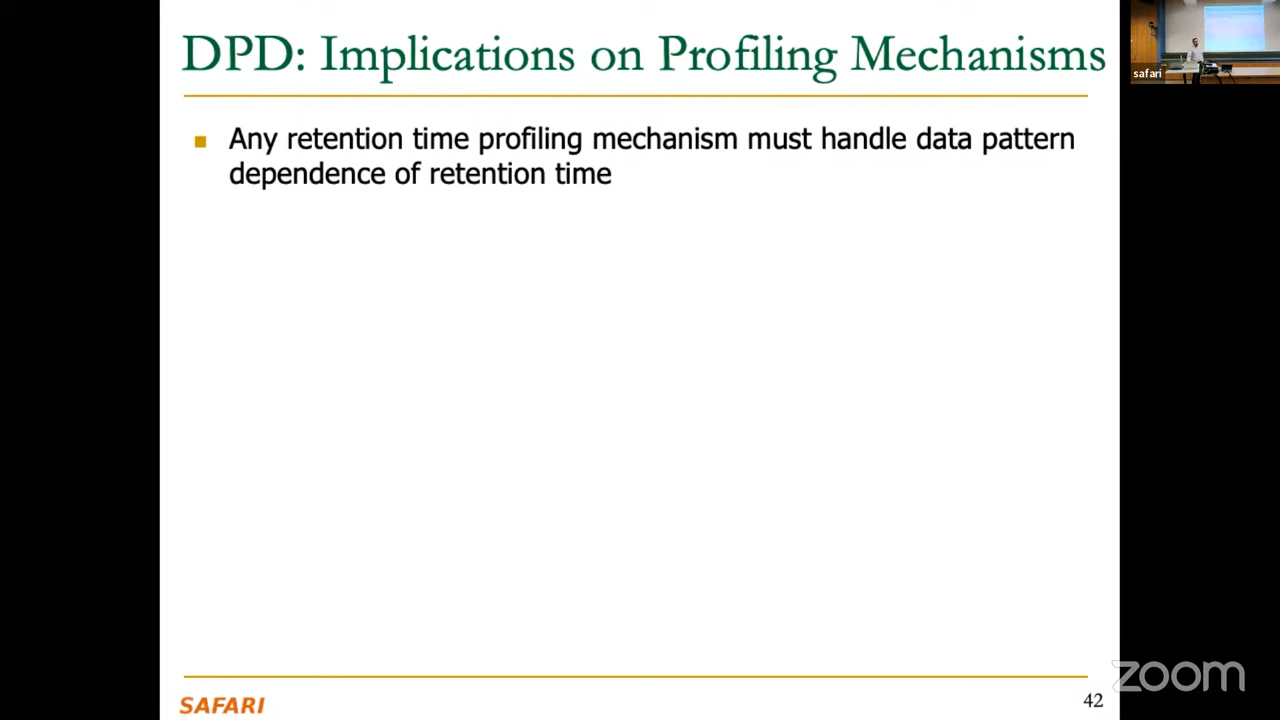 DPD: Implications on Profiling Mechanisms
safari
Any retention time profiling mechanism must handle data pattern
dependence of retention time
SAFARI
42
zoom